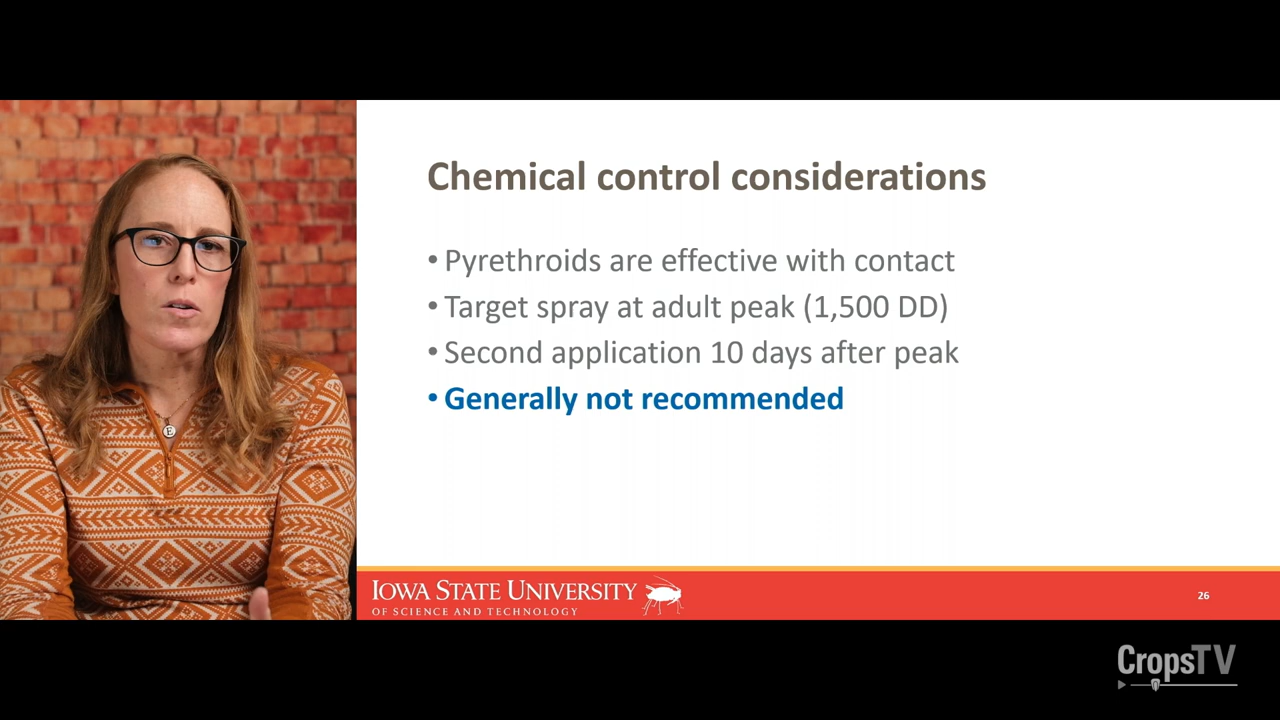 Chemical control considerations
• Pyrethroids are effective with contact
• Target spray at adult peak (1,500 DD)
• Second application 10 days after peak
• Generally not recommended
E
IOWA STATE UNIVERSITY
OF SCIENCE AND TECHNOLOGY
26
CropsTV